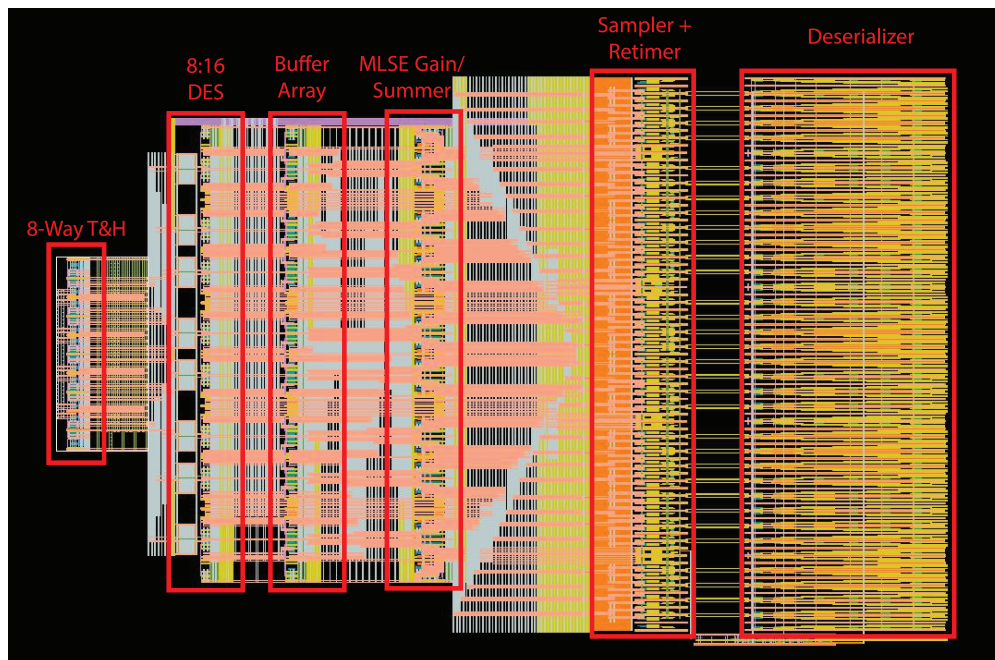 8-Way T&H
8:16
DES
Buffer
Array
MLSE Gain/
Summer
Sampler +
Retimer
Deserializer